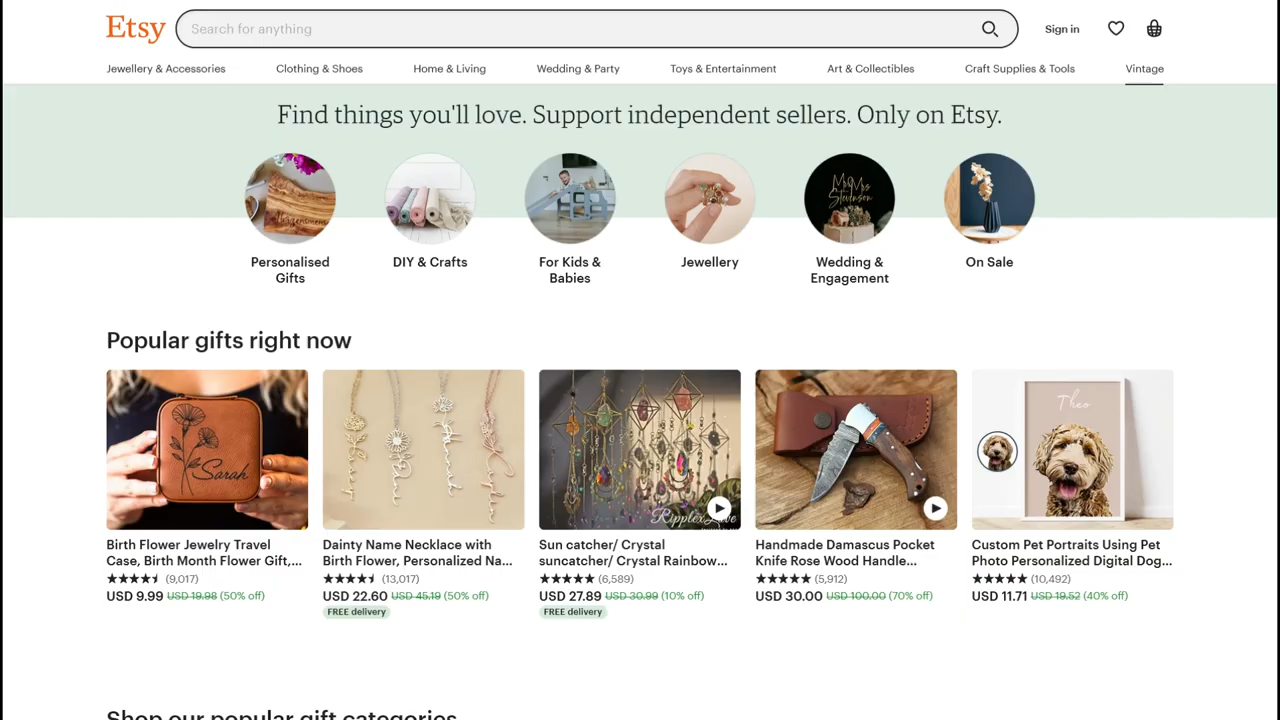 Etsy
Search for anything
Sign in
Jewellery & Accessories
Clothing & Shoes
Home & Living
Wedding & Party
Toys & Entertainment
Art & Collectibles
Craft Supplies & Tools
Vintage
Find things you'll love. Support independent sellers. Only on Etsy.
Mr & Mrs
Stevenson
Personalised
Gifts
DIY & Crafts
For Kids &
Babies
Jewellery
Wedding &
Engagement
On Sale
Popular gifts right now
Sarah
RipplexLove
Theo
Birth Flower Jewelry Travel
Case, Birth Month Flower Gift,...
(9,017)
USD 9.99 USD 19.98 (50% off)
Dainty Name Necklace with
Birth Flower, Personalized Na...
(13,017)
USD 22.60 USD 45.19 (50% off)
FREE delivery
Sun catcher/ Crystal
suncatcher/ Crystal Rainbow...
(6,589)
USD 27.89 USD 30.99 (10% off)
FREE delivery
Handmade Damascus Pocket
Knife Rose Wood Handle...
(5,912)
USD 30.00 USD 100.00 (70% off)
Custom Pet Portraits Using Pet
Photo Personalized Digital Dog...
(10,492)
USD 11.71 USD 19.52 (40% off)
Shop our popular gift categories